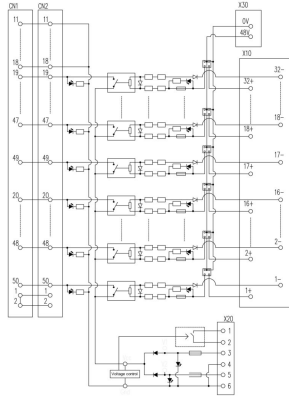 CN1 CN2 X30
11 11 0V
48V
18 18 X10
19 19 32-
32+
47 47 18-
18+
49 49 17-
17+
20 20 16-
16+
48 48 2-
2+
50 50 1-
1 1 1+
2 2
X20
1
2
3
Voltage control 4
5
6